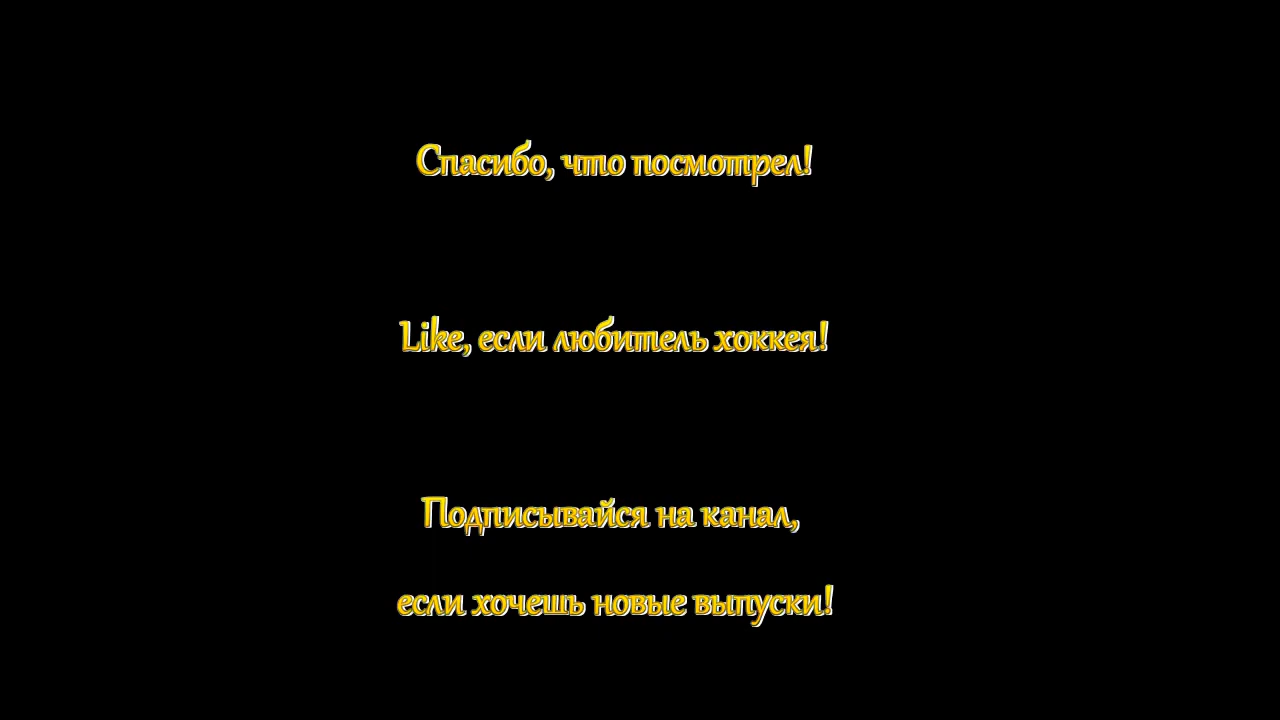 Спасибо, что посмотрел!
Like, если любитель хоккея!
Подписывайся на канал,
если хочешь новые выпуски!